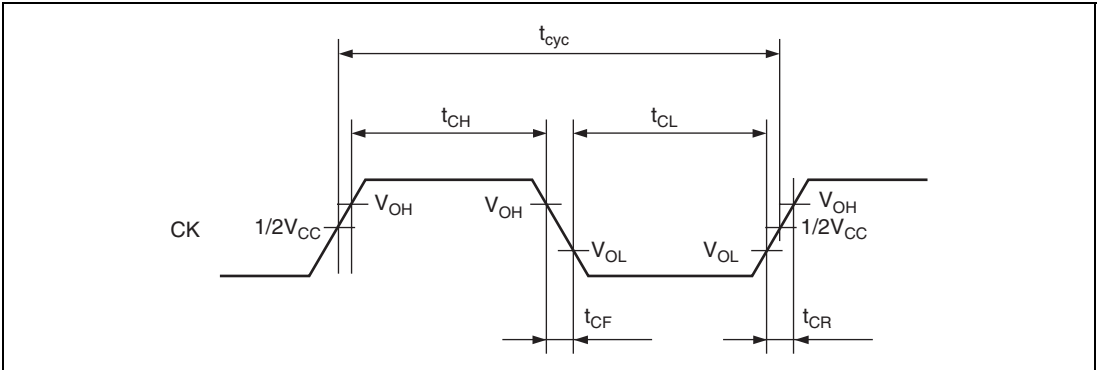 tcyc
tCH
tCL
VOH
VOH
VOH
CK
1/2VCC
1/2VCC
VOL
VOL
tCF
tCR